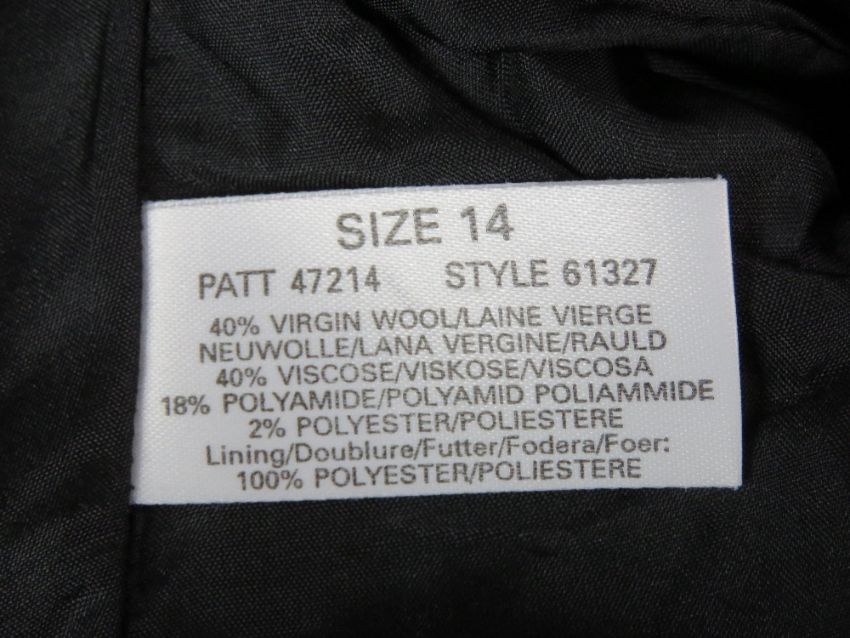 SIZE 14
PATT 47214 STYLE 61327
40% VIRGIN WOOL/LAINE VIERGE
NEUWOLLE/LANA VERGINE/RAULD
40% VISCOSE/VISKOSE/VISCOSA
18% POLYAMIDE/POLYAMID POLIAMMIDE
2% POLYESTER/POLIESTERE
Lining/Doublure/Futter/Fodera/Foer:
100% POLYESTER/POLIESTERE